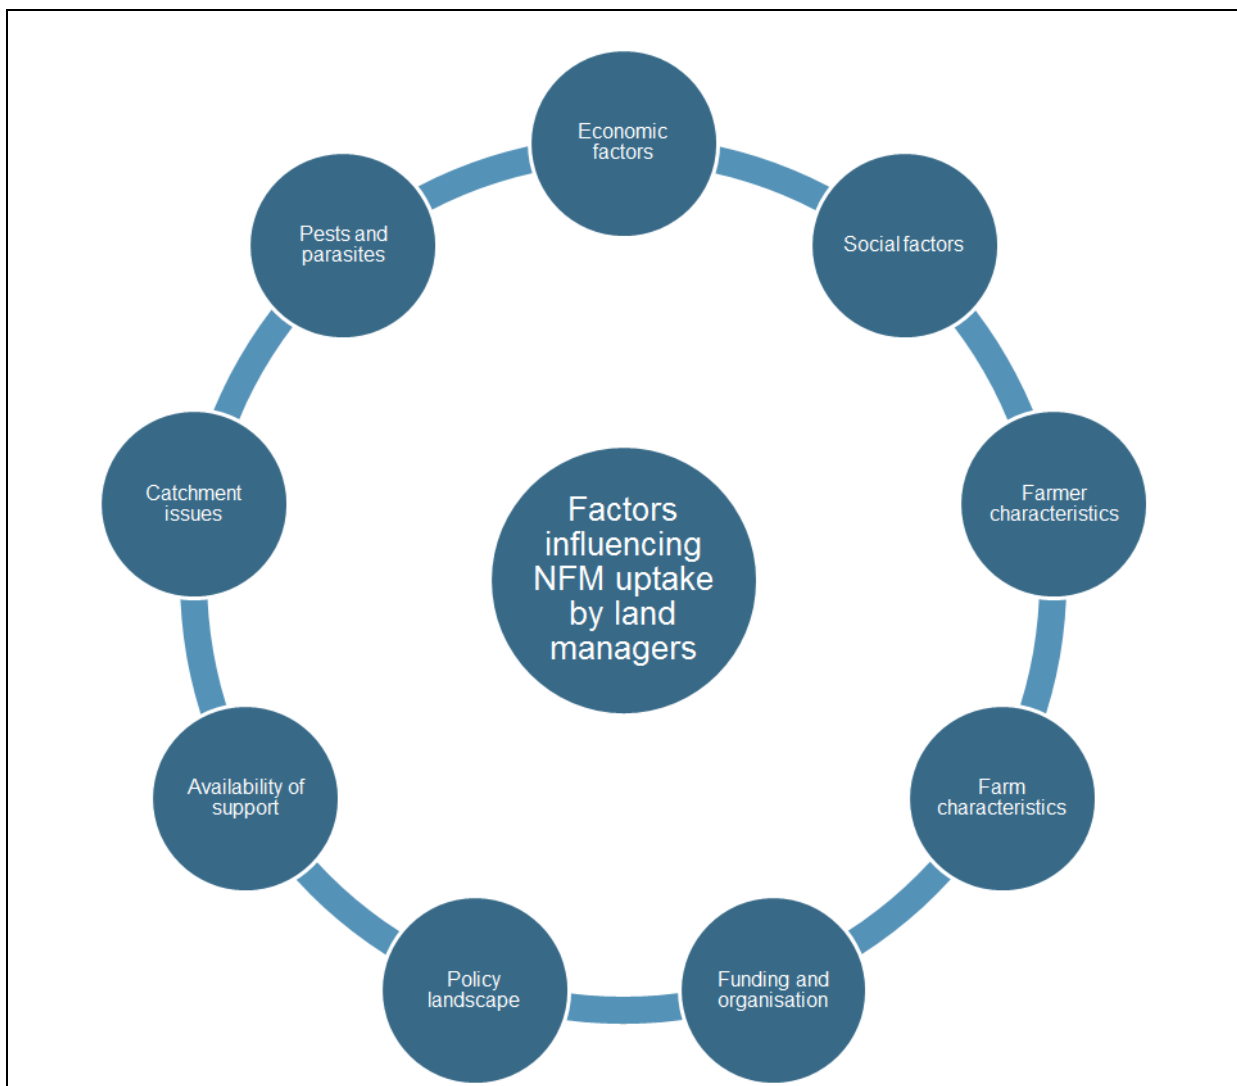 Economic
factors
Social factors
Farmer
characteristics
Farm
characteristics
Funding and
organisation
Policy
landscape
Availability of
support
Catchment
issues
Pests and
parasites
Factors
influencing
NFM uptake
by land
managers